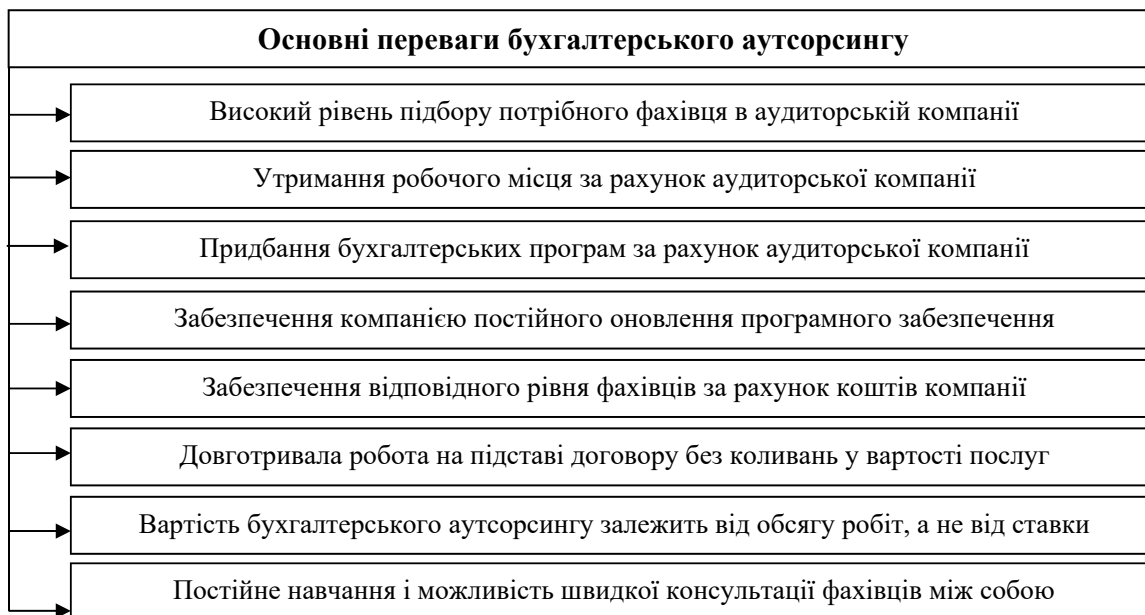 Основні переваги бухгалтерського аутсорсингу
Високий рівень підбору потрібного фахівця в аудиторській компанії
Утримання робочого місця за рахунок аудиторської компанії
Придбання бухгалтерських програм за рахунок аудиторської компанії
Забезпечення компанією постійного оновлення програмного забезпечення
Забезпечення відповідного рівня фахівців за рахунок коштів компанії
Довготривала робота на підставі договору без коливань у вартості послуг
Вартість бухгалтерського аутсорсингу залежить від обсягу робіт, а не від ставки
Постійне навчання і можливість швидкої консультації фахівців між собою